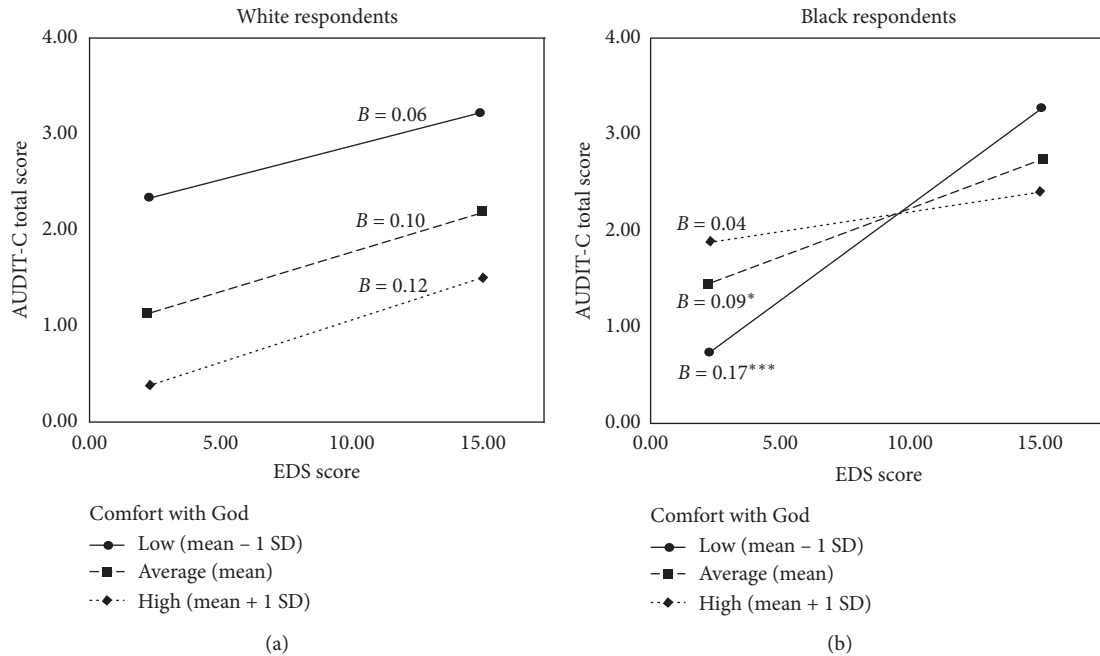 White respondents
4.00
3.00
2.00
1.00
0.00
AUDIT-C total score
B = 0.06
B = 0.10
B = 0.12
0.00
5.00
10.00
15.00
EDS score
Comfort with God
Low (mean – 1 SD)
Average (mean)
High (mean + 1 SD)
(a)
Black respondents
4.00
3.00
2.00
1.00
0.00
AUDIT-C total score
B = 0.04
B = 0.09*
B = 0.17***
0.00
5.00
10.00
15.00
EDS score
Comfort with God
Low (mean – 1 SD)
Average (mean)
High (mean + 1 SD)
(b)